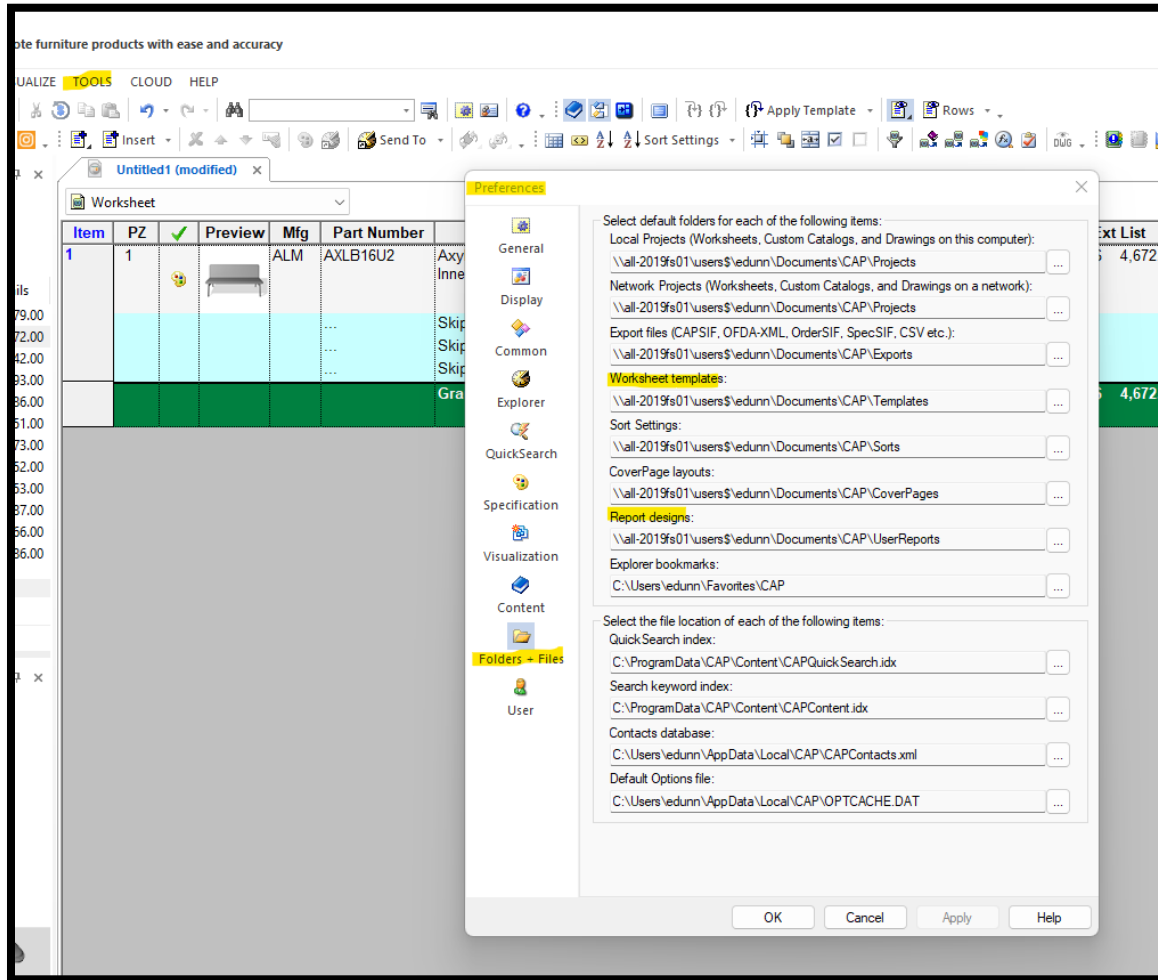 ote furniture products with ease and accuracy
UALIZE TOOLS CLOUD HELP
Apply Template Rows
Insert Send To Sort Settings DWG
Untitled1 (modified)
Worksheet
Item PZ Preview Mfg Part Number Ext List
1 1 ALM AXLB16U2 Axy 4,672
Inne
ils
79.00
72.00
42.00
93.00
36.00
51.00
73.00
52.00
53.00
37.00
56.00
36.00
... Skip
... Skip
... Skip
Gra 4,672
Preferences
General
Display
Common
Explorer
QuickSearch
Specification
Visualization
Content
Folders + Files
User
Select default folders for each of the following items:
Local Projects (Worksheets, Custom Catalogs, and Drawings on this computer):
\\all-2019fs01\users$\edunn\Documents\CAP\Projects ...
Network Projects (Worksheets, Custom Catalogs, and Drawings on a network):
\\all-2019fs01\users$\edunn\Documents\CAP\Projects ...
Export files (CAPSIF, OFDA-XML, OrderSIF, SpecSIF, CSV etc.):
\\all-2019fs01\users$\edunn\Documents\CAP\Exports ...
Worksheet templates:
\\all-2019fs01\users$\edunn\Documents\CAP\Templates ...
Sort Settings:
\\all-2019fs01\users$\edunn\Documents\CAP\Sorts ...
CoverPage layouts:
\\all-2019fs01\users$\edunn\Documents\CAP\CoverPages ...
Report designs:
\\all-2019fs01\users$\edunn\Documents\CAP\UserReports ...
Explorer bookmarks:
C:\Users\edunn\Favorites\CAP ...
Select the file location of each of the following items:
QuickSearch index:
C:\ProgramData\CAP\Content\CAPQuickSearch.idx ...
Search keyword index:
C:\ProgramData\CAP\Content\CAPContent.idx ...
Contacts database:
C:\Users\edunn\AppData\Local\CAP\CAPContacts.xml ...
Default Options file:
C:\Users\edunn\AppData\Local\CAP\OPTCACHE.DAT ...
OK Cancel Apply Help